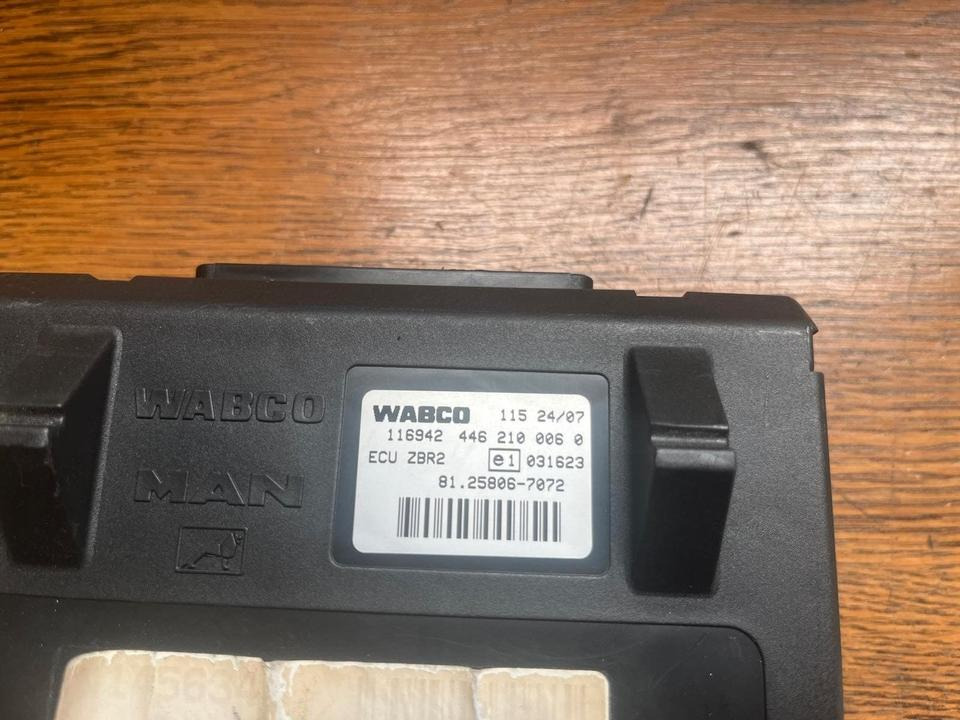 WABCO
MAN
WABCO 115 24/07
116942 446 210 006 0
ECU ZBR2 e1 031623
81.25806-7072